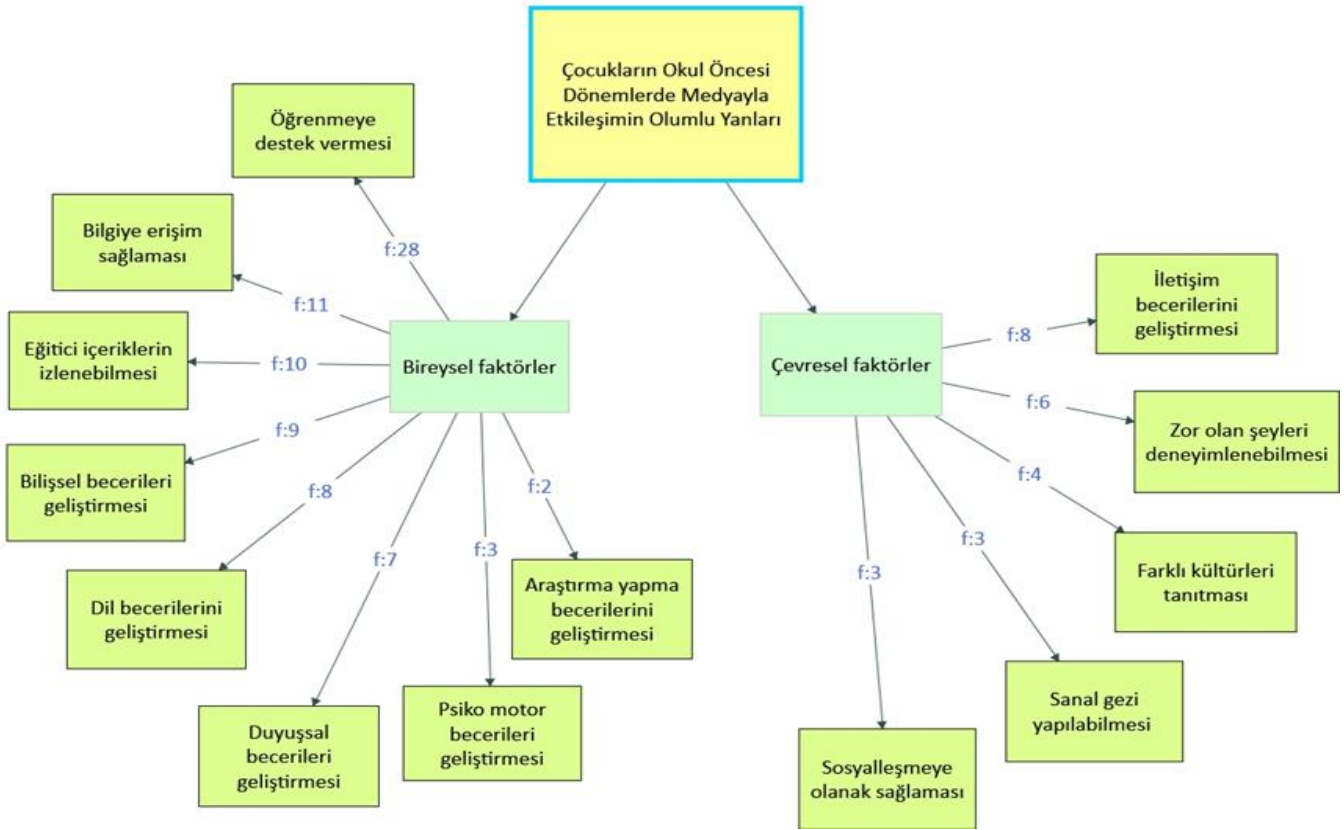 Çocukların Okul Öncesi
Dönemlerde Medyayla
Etkileşimin Olumlu Yanları
Öğrenmeye
destek vermesi
Bilgiye erişim
sağlaması
Eğitici içeriklerin
izlenebilmesi
Bilişsel becerileri
geliştirmesi
Dil becerilerini
geliştirmesi
Duyuşsal
becerileri
geliştirmesi
Psiko motor
becerileri
geliştirmesi
Araştırma yapma
becerilerini
geliştirmesi
f:28
f:11
f:10
f:9
f:8
f:7
f:3
f:2
Bireysel faktörler
Çevresel faktörler
f:8
f:6
f:4
f:3
f:3
İletişim
becerilerini
geliştirmesi
Zor olan şeyleri
deneyimlenebilmesi
Farklı kültürleri
tanıtması
Sanal gezi
yapılabilmesi
Sosyalleşmeye
olanak sağlaması